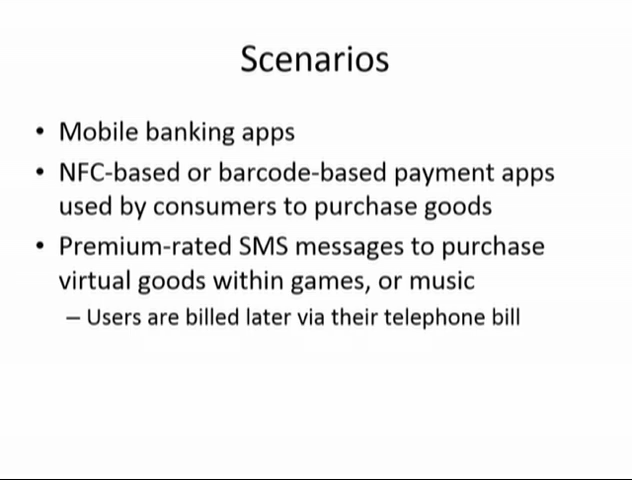 Scenarios
• Mobile banking apps
• NFC-based or barcode-based payment apps
used by consumers to purchase goods
• Premium-rated SMS messages to purchase
virtual goods within games, or music
– Users are billed later via their telephone bill